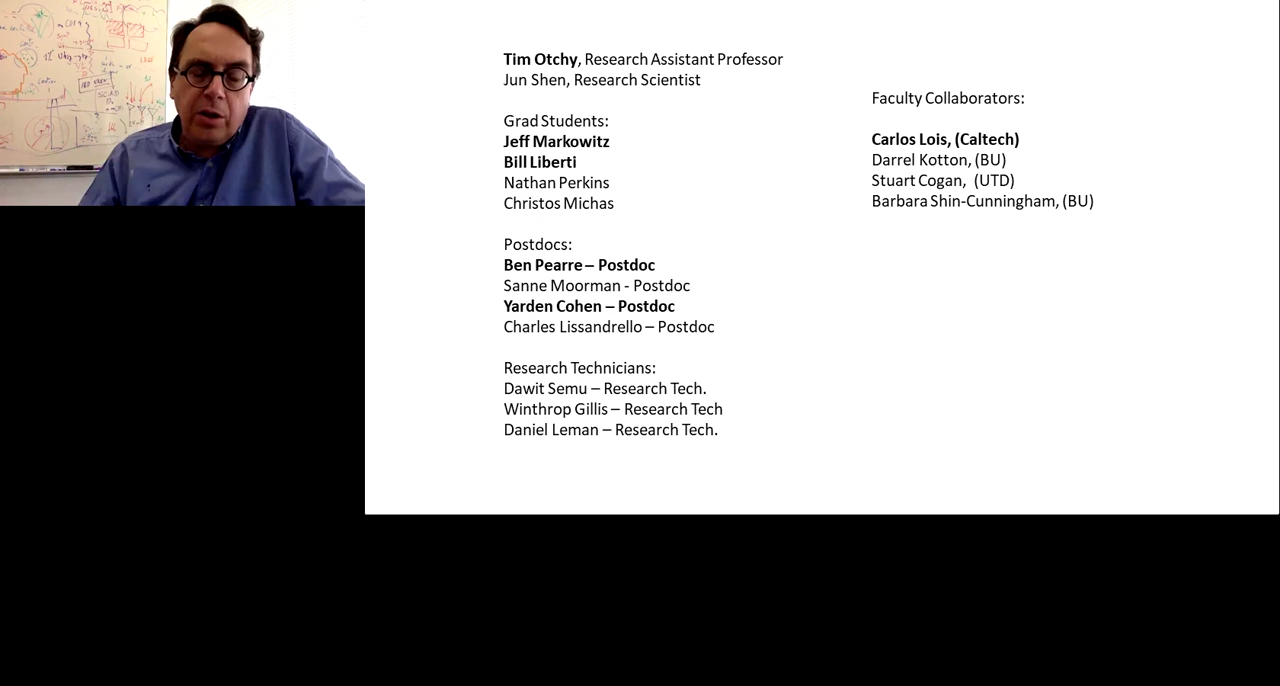 Tim Otchy, Research Assistant Professor
Jun Shen, Research Scientist
Grad Students:
Jeff Markowitz
Bill Liberti
Nathan Perkins
Christos Michas
Postdocs:
Ben Pearre – Postdoc
Sanne Moorman - Postdoc
Yarden Cohen – Postdoc
Charles Lissandrello – Postdoc
Research Technicians:
Dawit Semu – Research Tech.
Winthrop Gillis – Research Tech
Daniel Leman – Research Tech.
Faculty Collaborators:
Carlos Lois, (Caltech)
Darrel Kotton, (BU)
Stuart Cogan, (UTD)
Barbara Shin-Cunningham, (BU)